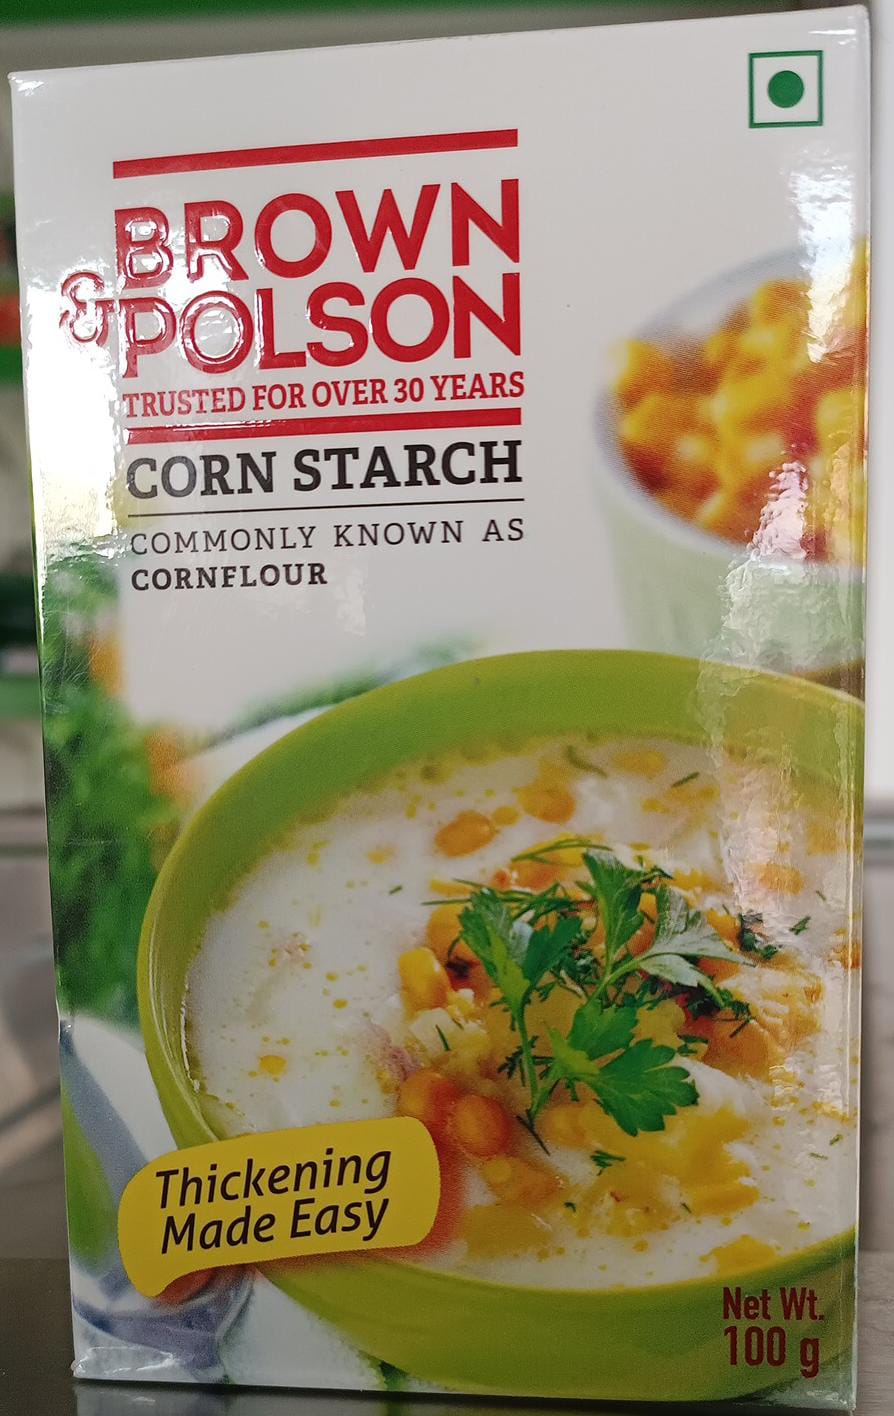 BROWN
& POLSON
TRUSTED FOR OVER 30 YEARS
CORN STARCH
COMMONLY KNOWN AS
CORNFLOUR
Thickening
Made Easy
Net Wt.
100 g